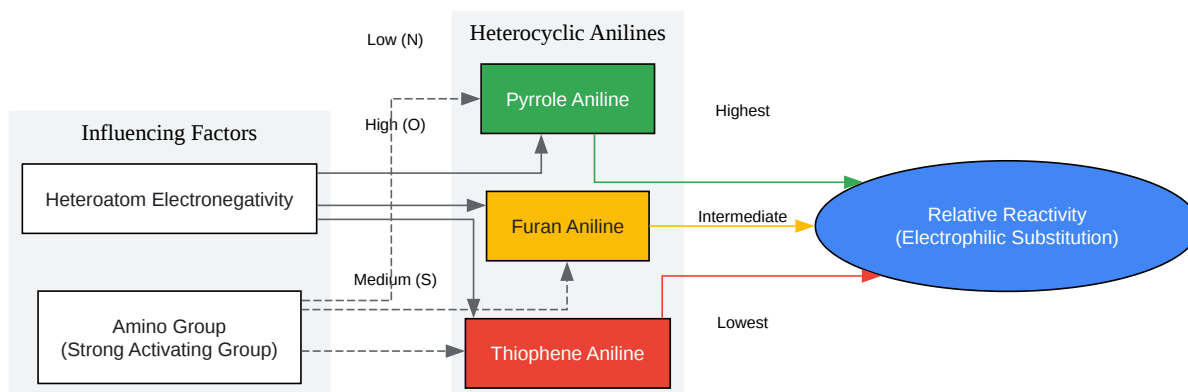 Influencing Factors
Heteroatom Electronegativity
Amino Group
(Strong Activating Group)
Low (N)
High (O)
Medium (S)
Heterocyclic Anilines
Pyrrole Aniline
Furan Aniline
Thiophene Aniline
Highest
Intermediate
Lowest
Relative Reactivity
(Electrophilic Substitution)